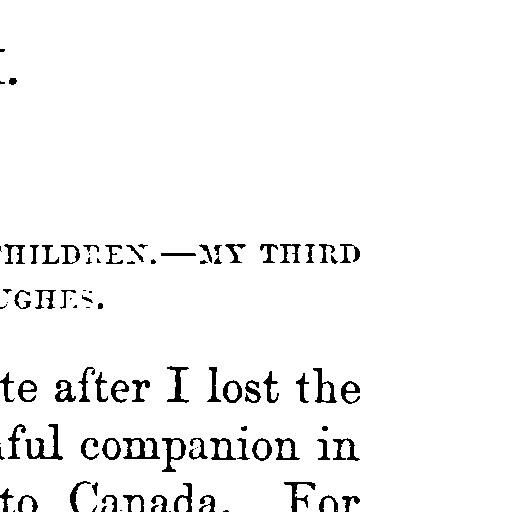 CHILDREN.—MY THIRD
UGHES.
te after I lost the
ful companion in
to Canada. For